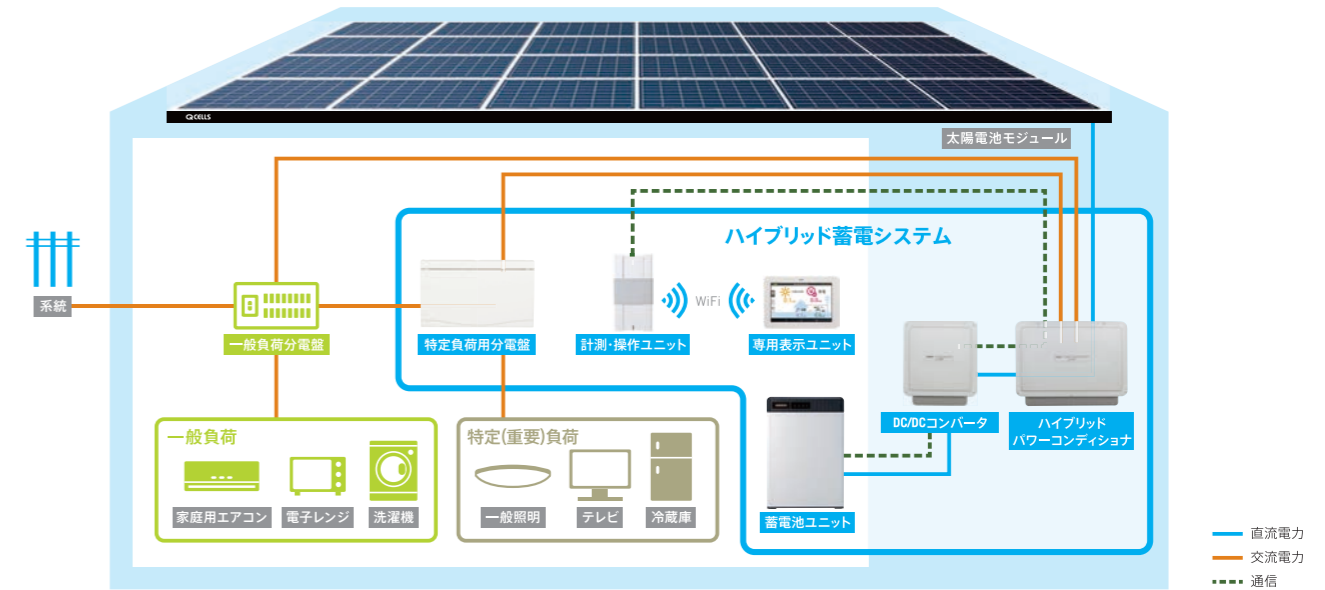 Q CELLS
太陽電池モジュール
ハイブリッド蓄電システム
系統
WiFi
一般負荷分電盤
特定負荷用分電盤
計測・操作ユニット
専用表示ユニット
DC/DCコンバータ
ハイブリッド
パワーコンディショナ
一般負荷
特定(重要)負荷
家庭用エアコン
電子レンジ
洗濯機
一般照明
テレビ
冷蔵庫
蓄電池ユニット
直流電力
交流電力
通信